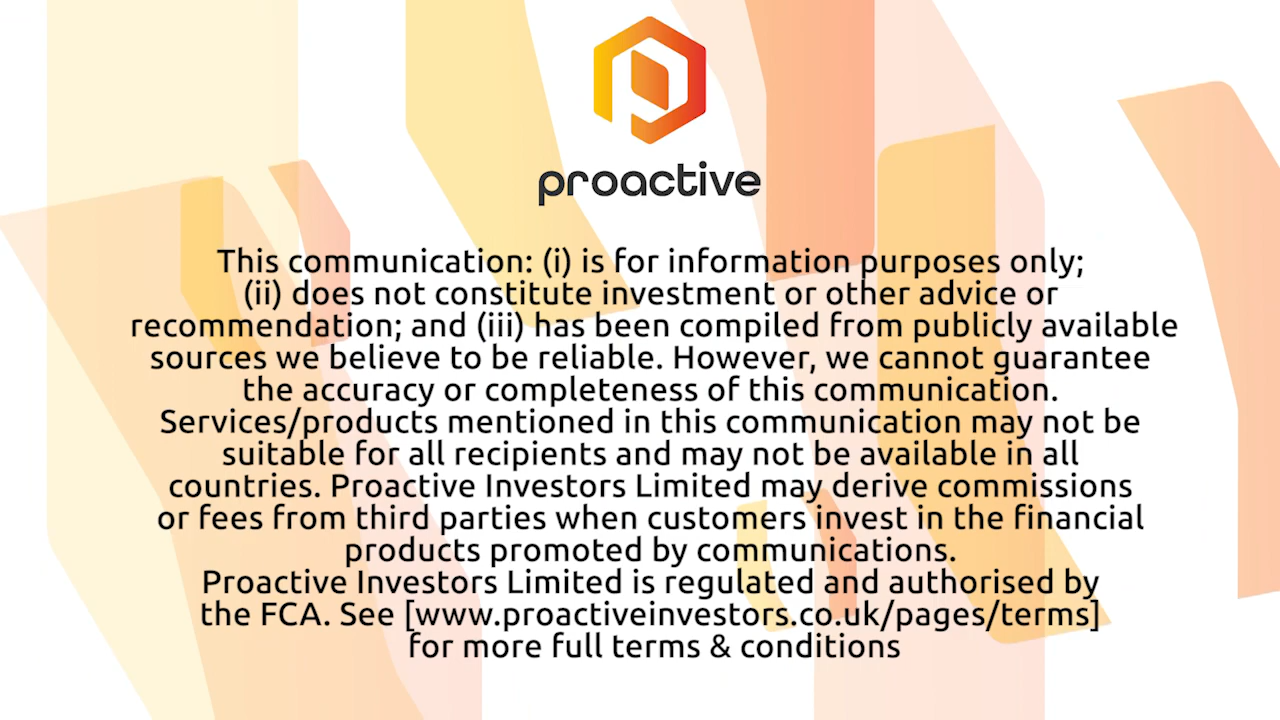 proactive
This communication: (i) is for information purposes only;
(ii) does not constitute investment or other advice or
recommendation; and (iii) has been compiled from publicly available
sources we believe to be reliable. However, we cannot guarantee
the accuracy or completeness of this communication.
Services/products mentioned in this communication may not be
suitable for all recipients and may not be available in all
countries. Proactive Investors Limited may derive commissions
or fees from third parties when customers invest in the financial
products promoted by communications.
Proactive Investors Limited is regulated and authorised by
the FCA. See [www.proactiveinvestors.co.uk/pages/terms]
for more full terms & conditions